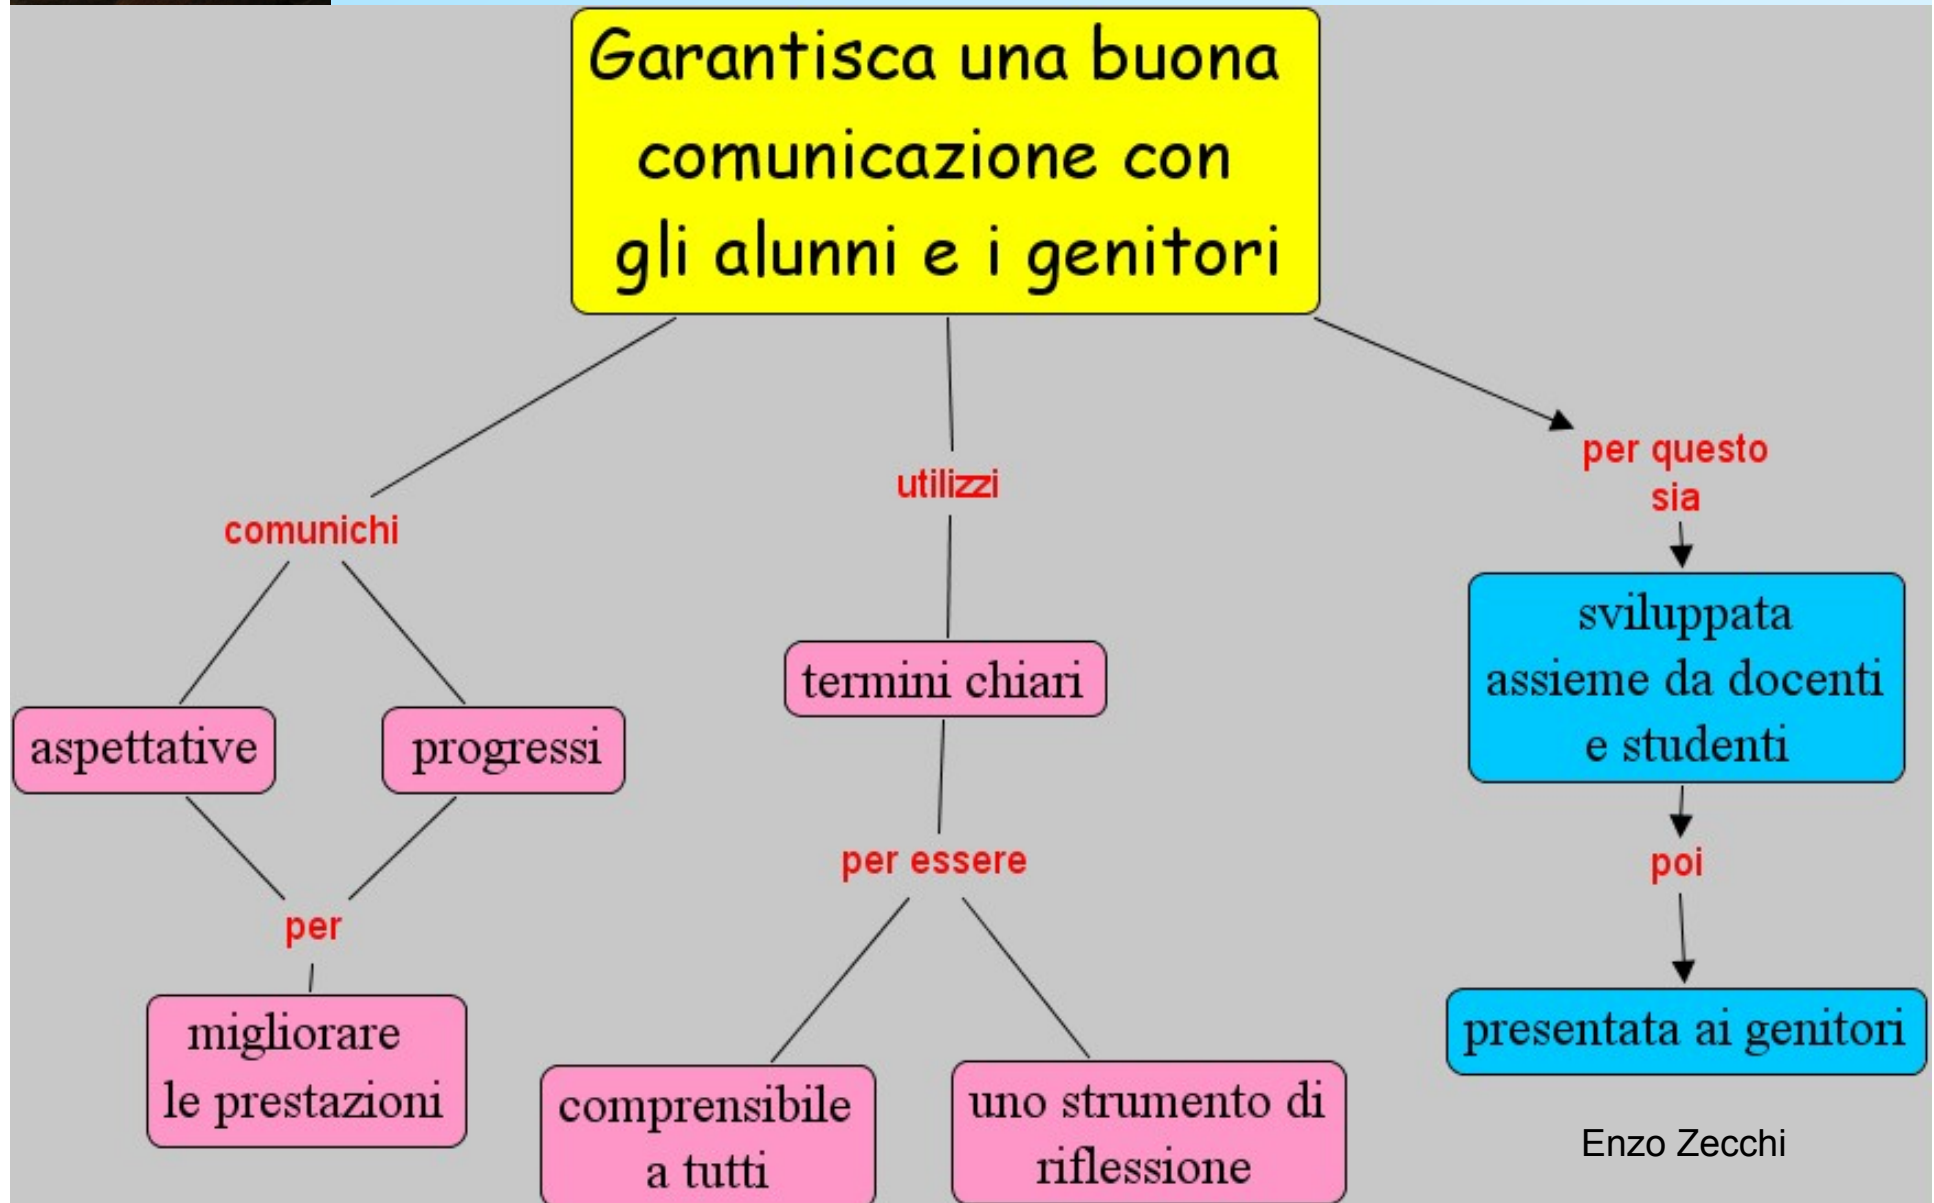 Garantisca una buona
comunicazione con
gli alunni e i genitori
comunichi
aspettative
progressi
per
migliorare
le prestazioni
utilizzi
termini chiari
per essere
comprensibile
a tutti
uno strumento di
riflessione
per questo
sia
sviluppata
assieme da docenti
e studenti
poi
presentata ai genitori
Enzo Zecchi